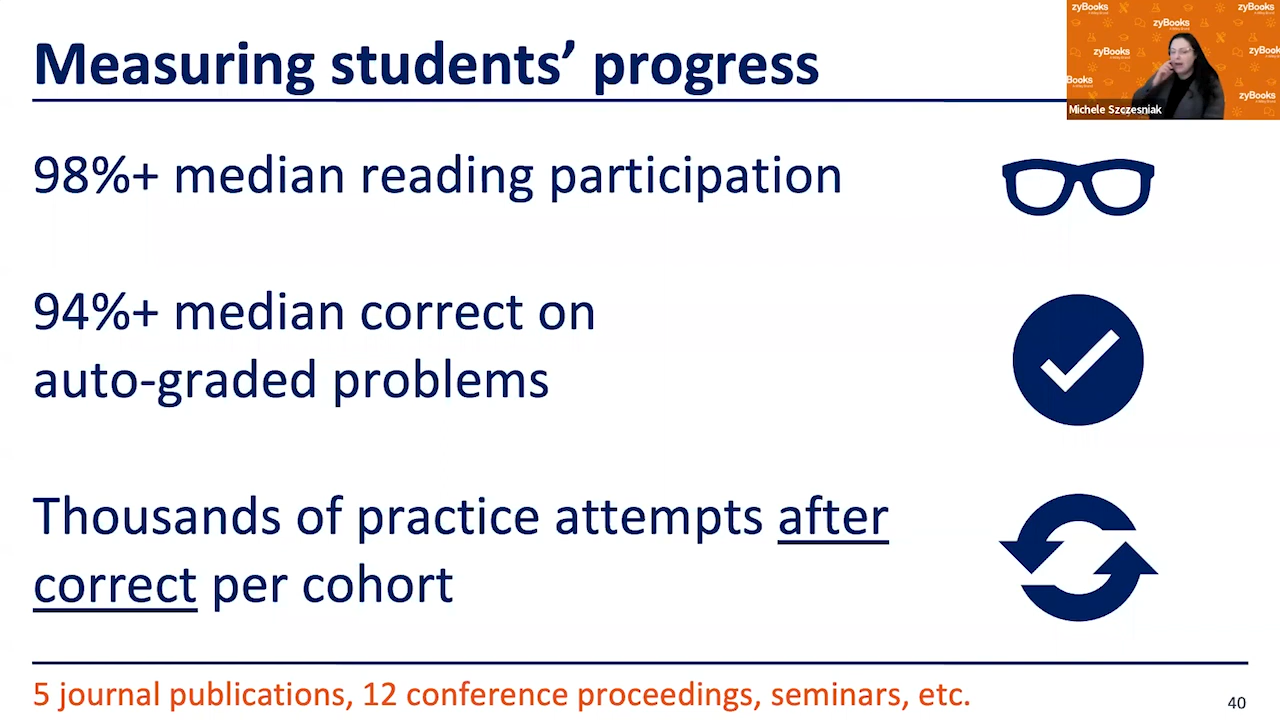 Measuring students’ progress
98%+ median reading participation
94%+ median correct on
auto-graded problems
Thousands of practice attempts after
correct per cohort
5 journal publications, 12 conference proceedings, seminars, etc.
40
zyBooks
zyBooks
zyBooks
zyBooks
zyBooks
Books
zyBooks
Michele Szczesniak